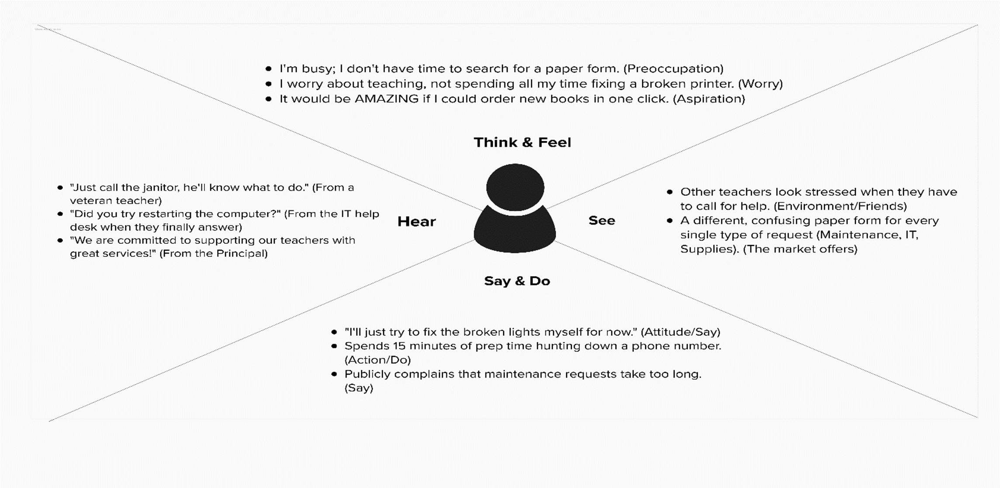 • I'm busy; I don't have time to search for a paper form. (Preoccupation)
• I worry about teaching, not spending all my time fixing a broken printer. (Worry)
• It would be AMAZING if I could order new books in one click. (Aspiration)
Think & Feel
• "Just call the janitor, he'll know what to do." (From a
veteran teacher)
• "Did you try restarting the computer?" (From the IT help
desk when they finally answer)
• "We are committed to supporting our teachers with
great services!" (From the Principal)
Hear
See
• Other teachers look stressed when they have
to call for help. (Environment/Friends)
• A different, confusing paper form for every
single type of request (Maintenance, IT,
Supplies). (The market offers)
Say & Do
• "I'll just try to fix the broken lights myself for now." (Attitude/Say)
• Spends 15 minutes of prep time hunting down a phone number.
(Action/Do)
• Publicly complains that maintenance requests take too long.
(Say)